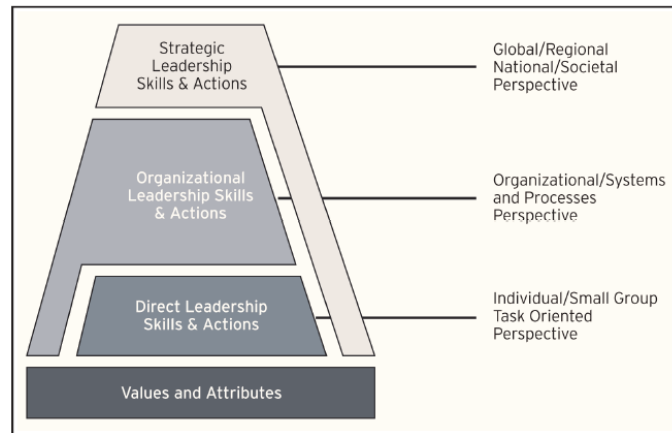 Strategic
Leadership
Skills & Actions
Global/Regional
National/Societal
Perspective
Organizational
Leadership Skills
& Actions
Organizational/Systems
and Processes
Perspective
Direct Leadership
Skills & Actions
Individual/Small Group
Task Oriented
Perspective
Values and Attributes